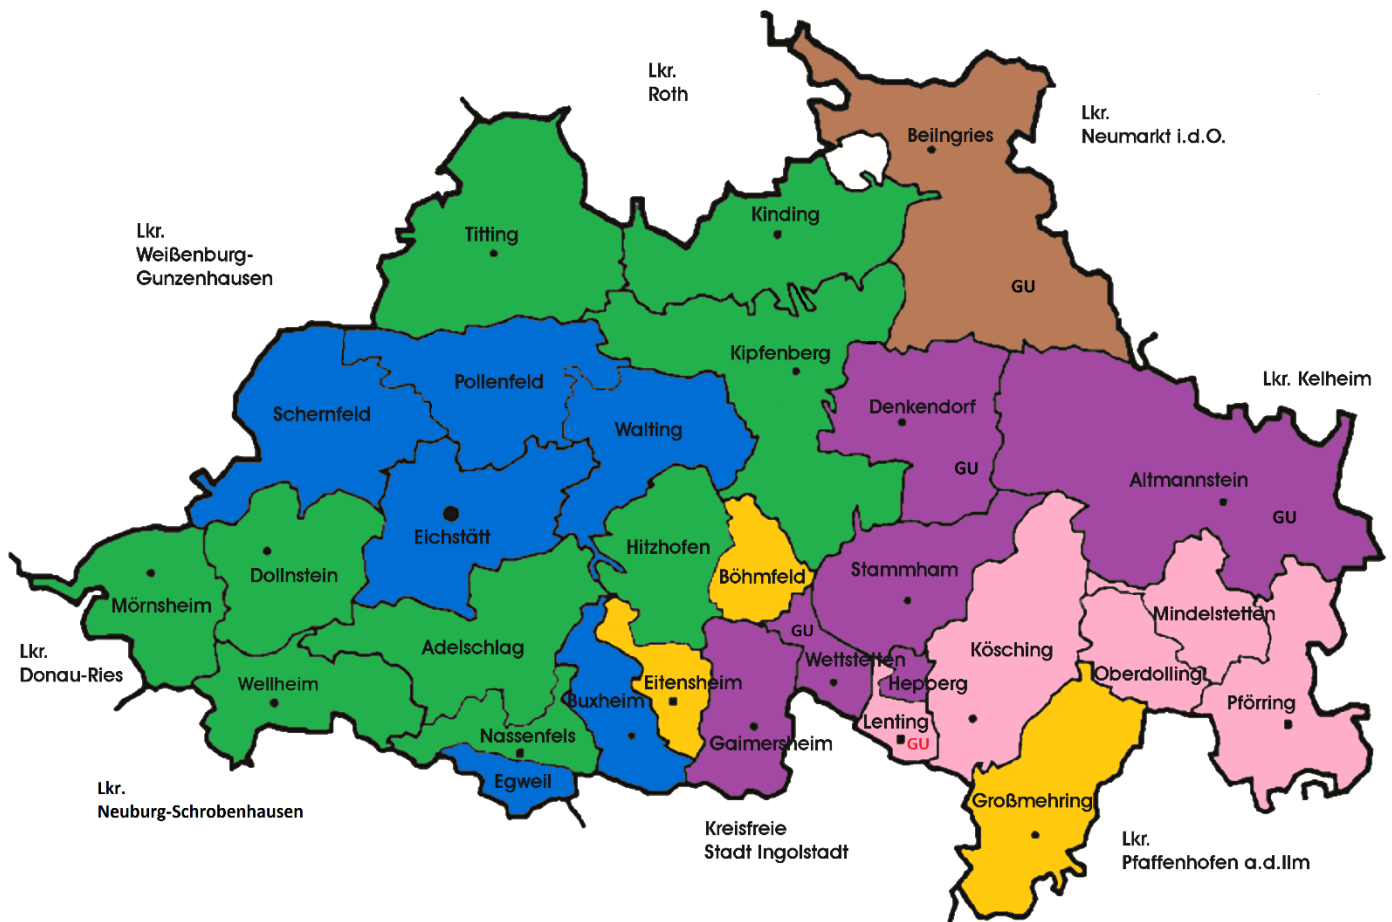 Lkr.
Roth
Lkr.
Neumarkt i.d.O.
Beilngries
Kinding
Titting
Lkr.
Weißenburg-
Gunzenhausen
GU
Kipfenberg
Pollenfeld
Lkr. Kelheim
Schernfeld
Denkendorf
Walting
GU
Altmannstein
GU
Eichstätt
Hitzhofen
Böhmfeld
Stammham
Dollnstein
Mörnsheim
Mindelstetten
GU
Adelschlag
Kösching
Wettstetten
Lkr.
Donau-Ries
Oberdolling
Wellheim
Eitensheim
Hepberg
Buxheim
Pförring
Lenting
GU
Nassenfels
Gaimersheim
Egweil
Lkr.
Neuburg-Schrobenhausen
Großmehring
Kreisfreie
Stadt Ingolstadt
Lkr.
Pfaffenhofen a.d.Ilm